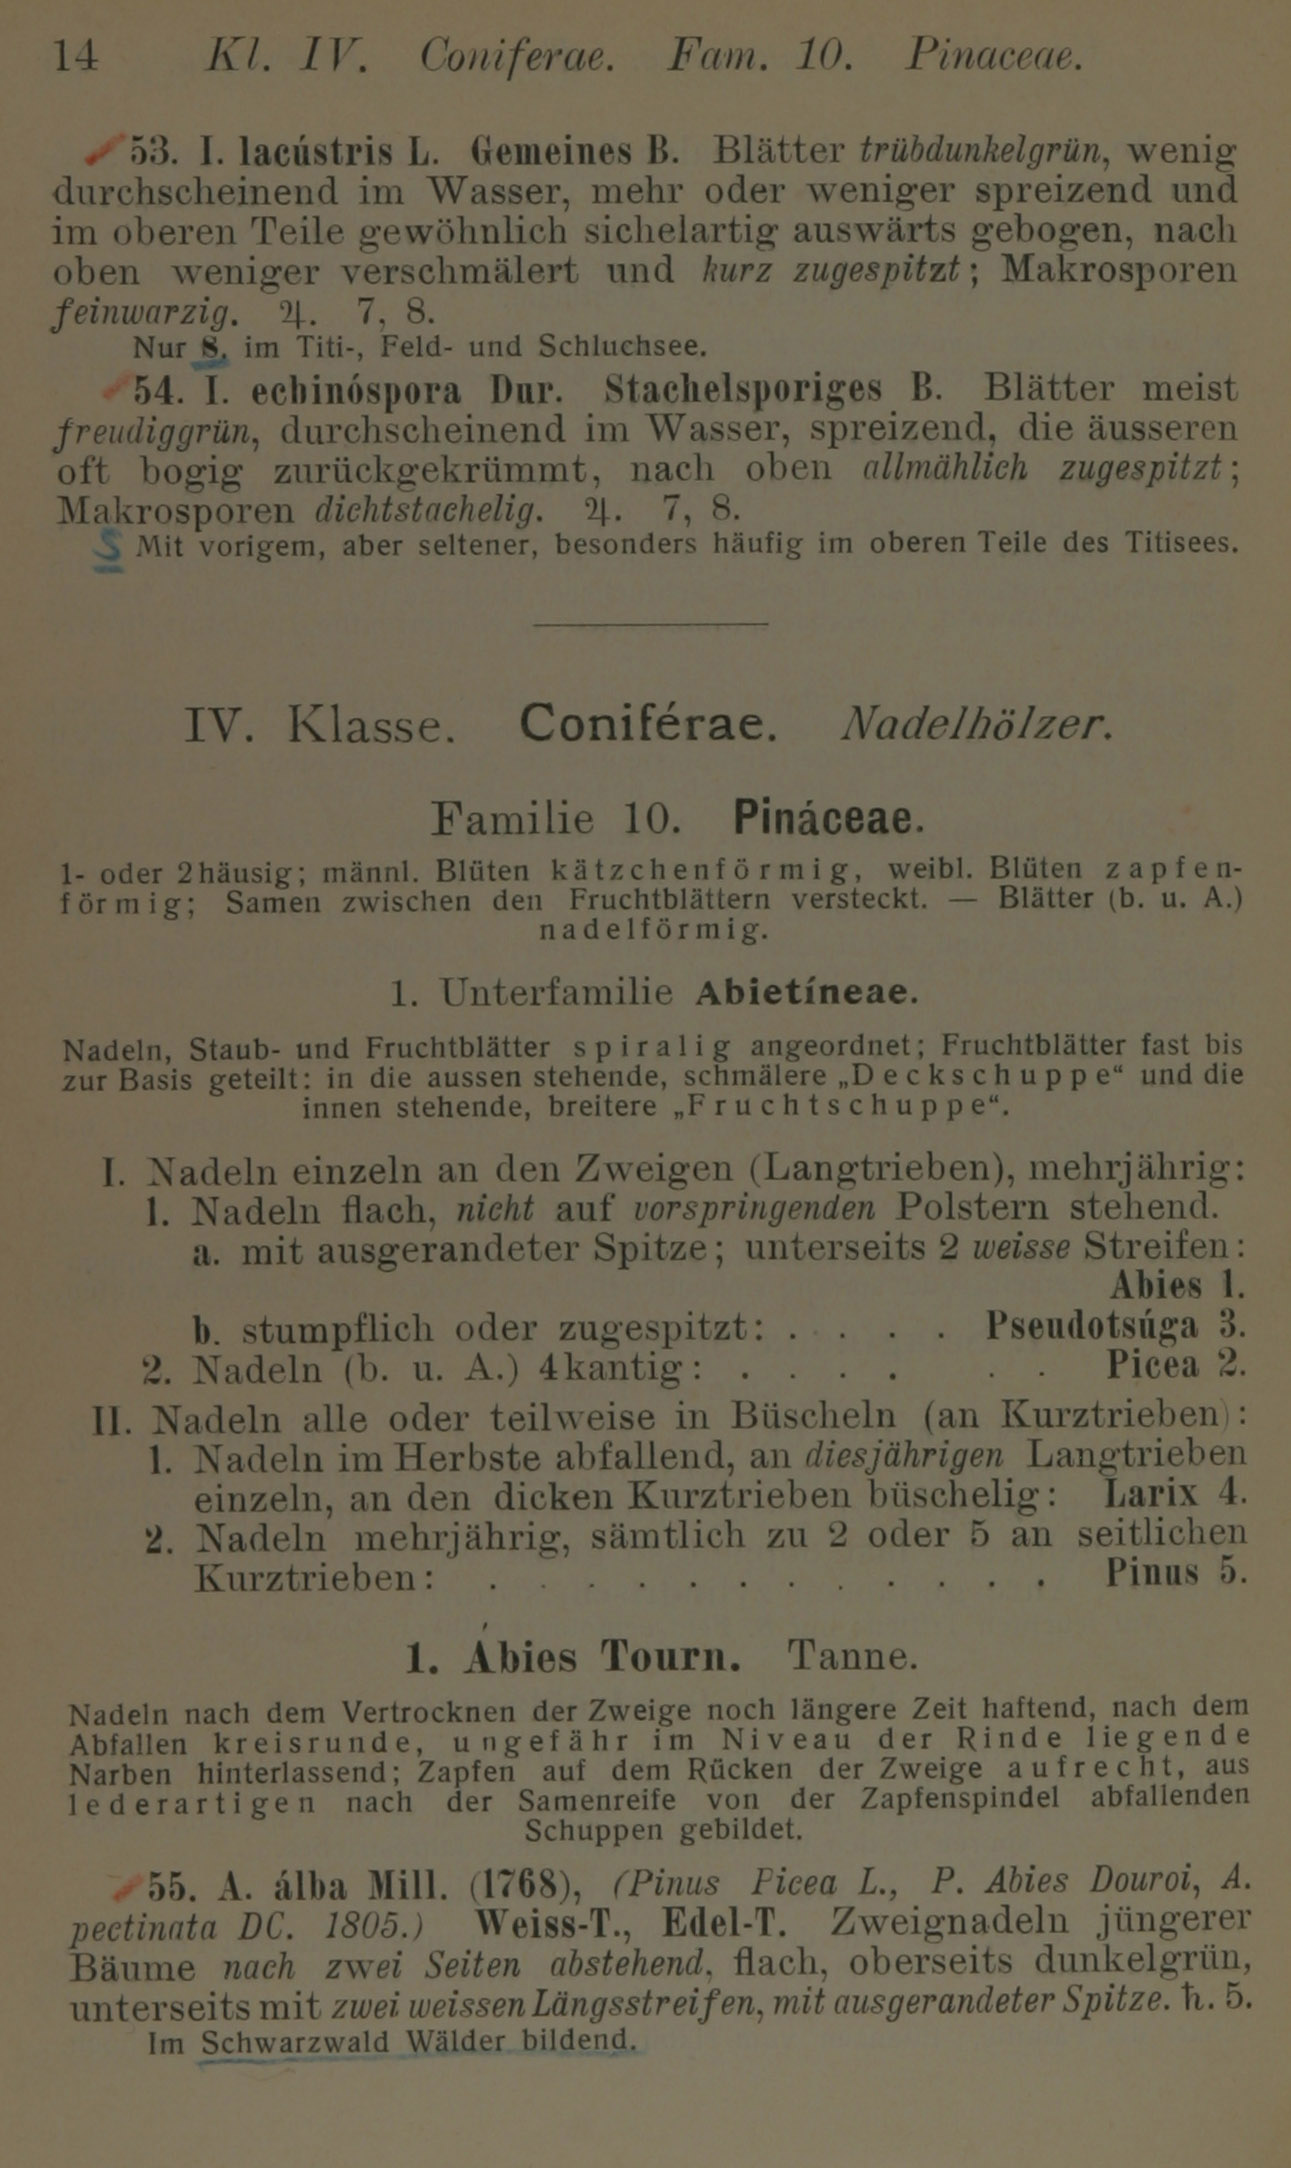 14 Kl. IV. Coniferae. Fam. 10. Pinaceae.
53. I. lacústris L. Gemeines B. Blätter trübdunkelgrün, wenig
durchscheinend im Wasser, mehr oder weniger spreizend und
im oberen Teile gewöhnlich sichelartig auswärts gebogen, nach
oben weniger verschmälert und kurz zugespitzt; Makrosporen
feinwarzig. ♃. 7, 8.
Nur S. im Titi-, Feld- und Schluchsee.
54. I. echinóspora Dur. Stachelsporiges B. Blätter meist
freudiggrün, durchscheinend im Wasser, spreizend, die äusseren
oft bogig zurückgekrümmt, nach oben allmählich zugespitzt;
Makrosporen dichtstachelig. ♃. 7, 8.
S Mit vorigem, aber seltener, besonders häufig im oberen Teile des Titisees.
IV. Klasse. Coniférae. Nadelhölzer.
Familie 10. Pináceae.
1- oder 2häusig; männl. Blüten kätzchenförmig, weibl. Blüten zapfen-
förmig; Samen zwischen den Fruchtblättern versteckt. — Blätter (b. u. A.)
nadelförmig.
1. Unterfamilie Abietíneae.
Nadeln, Staub- und Fruchtblätter spiralig angeordnet; Fruchtblätter fast bis
zur Basis geteilt: in die aussen stehende, schmälere „Deckschuppe“ und die
innen stehende, breitere „Fruchtschuppe“.
I. Nadeln einzeln an den Zweigen (Langtrieben), mehrjährig:
1. Nadeln flach, nicht auf vorspringenden Polstern stehend.
a. mit ausgerandeter Spitze; unterseits 2 weisse Streifen:
Abies 1.
b. stumpflich oder zugespitzt: . . . . Pseudotsúga 3.
2. Nadeln (b. u. A.) 4kantig: . . . . . . Picea 2.
II. Nadeln alle oder teilweise in Büscheln (an Kurztrieben):
1. Nadeln im Herbste abfallend, an diesjährigen Langtrieben
einzeln, an den dicken Kurztrieben büschelig: Larix 4.
2. Nadeln mehrjährig, sämtlich zu 2 oder 5 an seitlichen
Kurztrieben: . . . . . . . . . . . . Pinus 5.
1. Ábies Tourn. Tanne.
Nadeln nach dem Vertrocknen der Zweige noch längere Zeit haftend, nach dem
Abfallen kreisrunde, ungefähr im Niveau der Rinde liegende
Narben hinterlassend; Zapfen auf dem Rücken der Zweige aufrecht, aus
lederartigen nach der Samenreife von der Zapfenspindel abfallenden
Schuppen gebildet.
55. A. álba Mill. (1768), (Pinus Picea L., P. Abies Douroi, A.
pectinata DC. 1805.) Weiss-T., Edel-T. Zweignadeln jüngerer
Bäume nach zwei Seiten abstehend, flach, oberseits dunkelgrün,
unterseits mit zwei weissen Längsstreifen, mit ausgerandeter Spitze. ♄. 5.
Im Schwarzwald Wälder bildend.